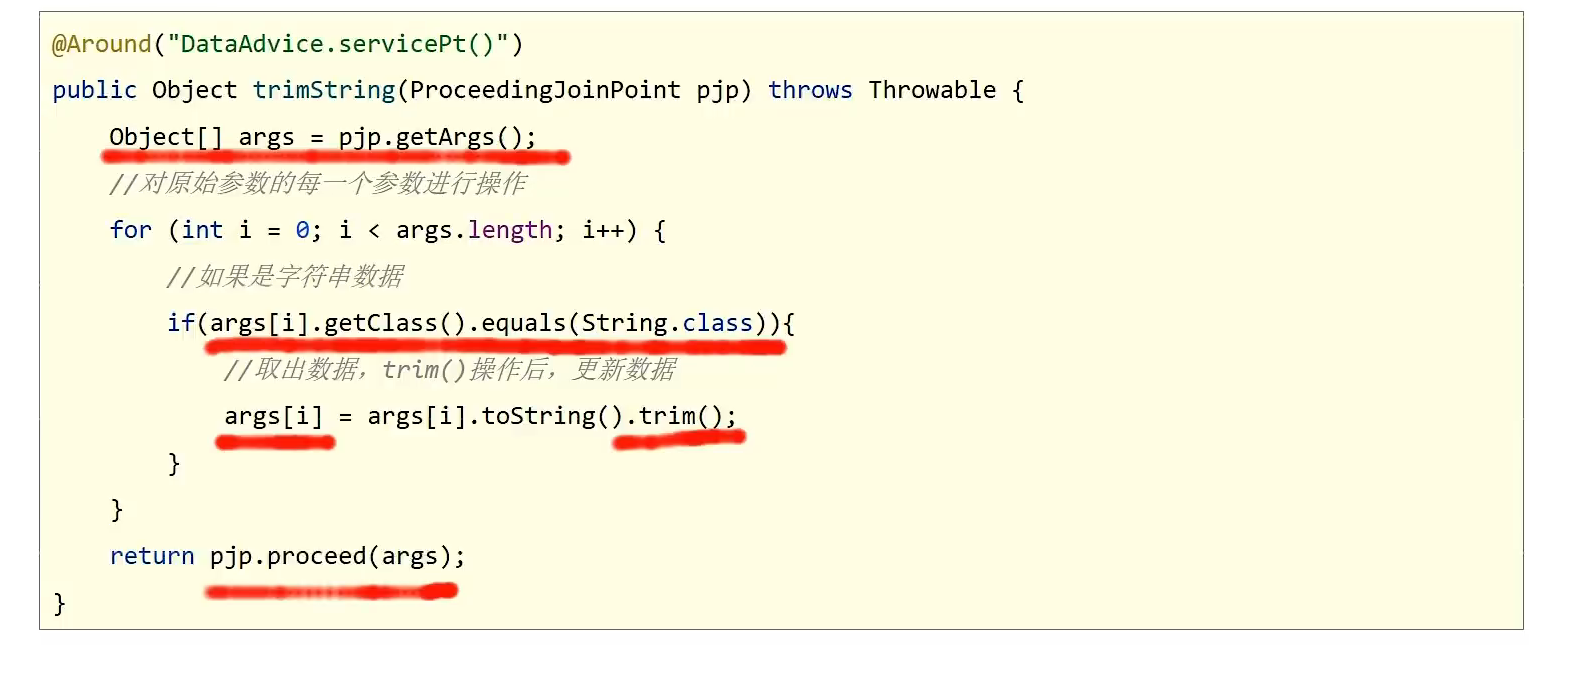 @Around("DataAdvice.servicePt()")
public Object trimString(ProceedingJoinPoint pjp) throws Throwable {
Object[] args = pjp.getArgs();
//对原始参数的每一个参数进行操作
for (int i = 0; i < args.length; i++) {
//如果是字符串数据
if(args[i].getClass().equals(String.class)){
//取出数据，trim()操作后，更新数据
args[i] = args[i].toString().trim();
}
}
return pjp.proceed(args);
}